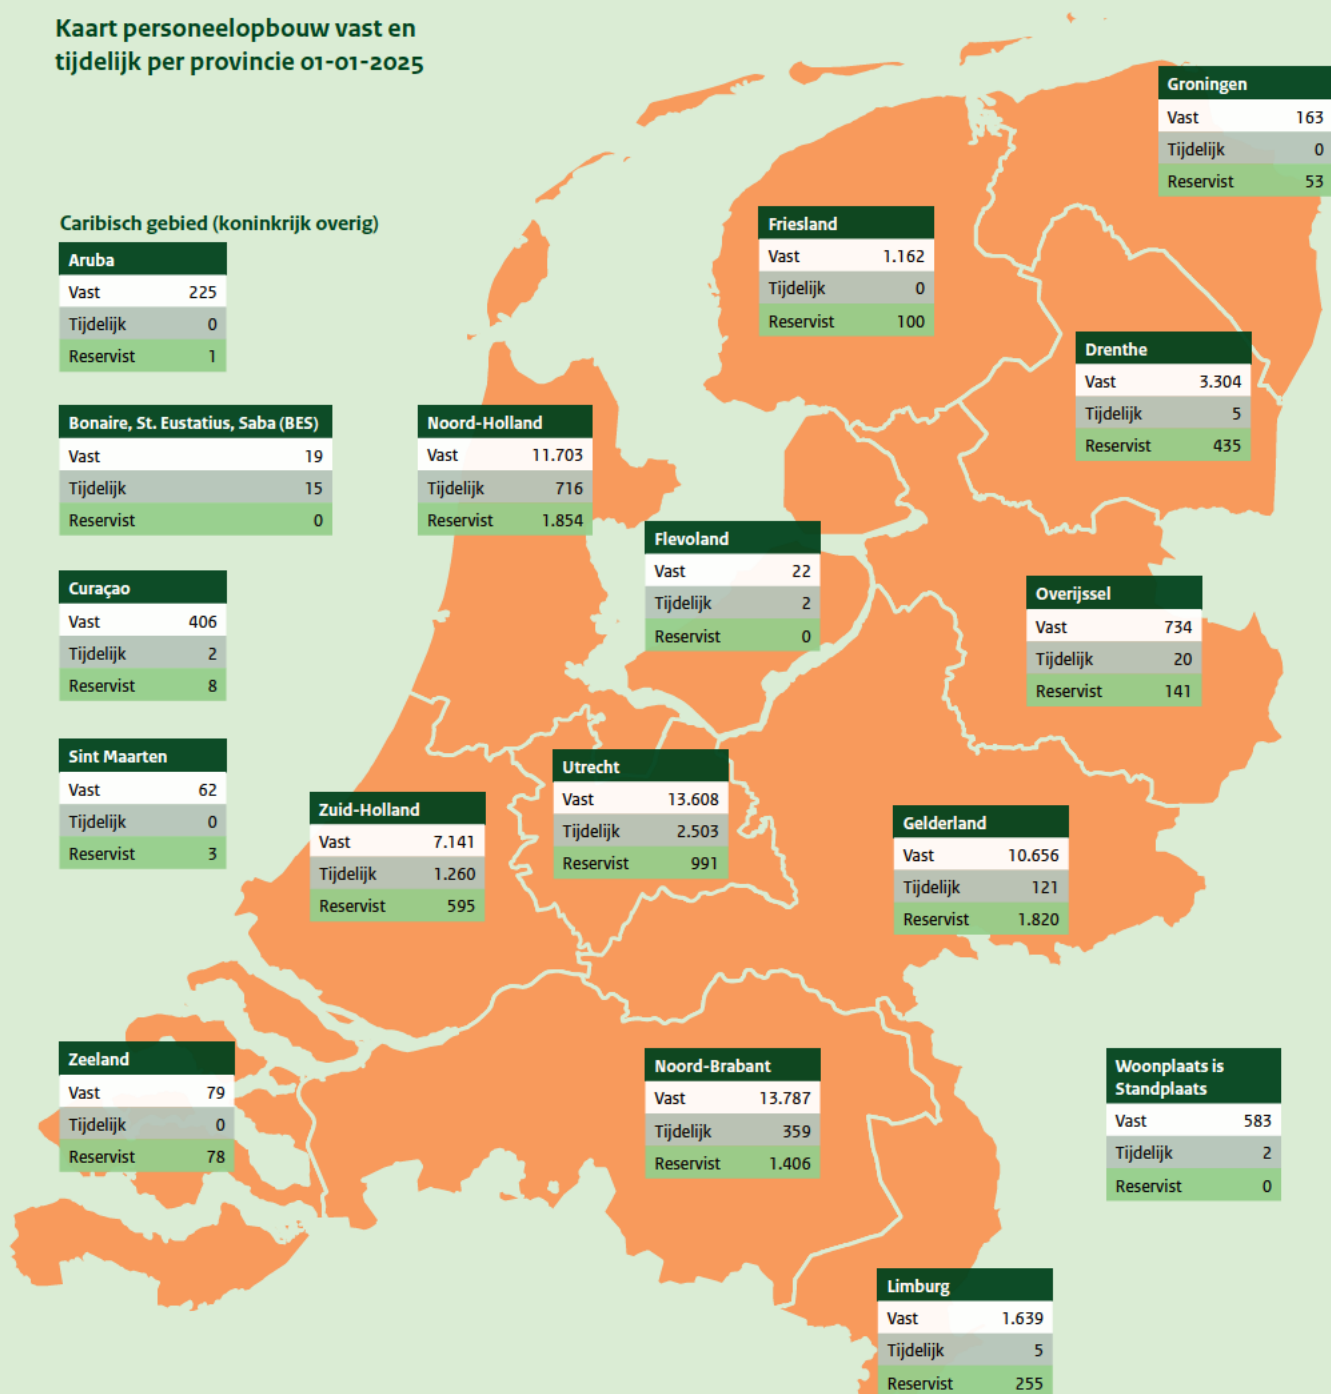 Kaart personeelopbouw vast en
tijdelijk per provincie 01-01-2025
Groningen
Vast 163
Tijdelijk 0
Reservist 53
Friesland
Vast 1.162
Tijdelijk 0
Reservist 100
Drenthe
Vast 3.304
Tijdelijk 5
Reservist 435
Caribisch gebied (koninkrijk overig)
Aruba
Vast 225
Tijdelijk 0
Reservist 1
Bonaire, St. Eustatius, Saba (BES)
Vast 19
Tijdelijk 15
Reservist 0
Noord-Holland
Vast 11.703
Tijdelijk 716
Reservist 1.854
Flevoland
Vast 22
Tijdelijk 2
Reservist 0
Overijssel
Vast 734
Tijdelijk 20
Reservist 141
Curaçao
Vast 406
Tijdelijk 2
Reservist 8
Sint Maarten
Vast 62
Tijdelijk 0
Reservist 3
Zuid-Holland
Vast 7.141
Tijdelijk 1.260
Reservist 595
Utrecht
Vast 13.608
Tijdelijk 2.503
Reservist 991
Gelderland
Vast 10.656
Tijdelijk 121
Reservist 1.820
Zeeland
Vast 79
Tijdelijk 0
Reservist 78
Noord-Brabant
Vast 13.787
Tijdelijk 359
Reservist 1.406
Woonplaats is
Standplaats
Vast 583
Tijdelijk 2
Reservist 0
Limburg
Vast 1.639
Tijdelijk 5
Reservist 255